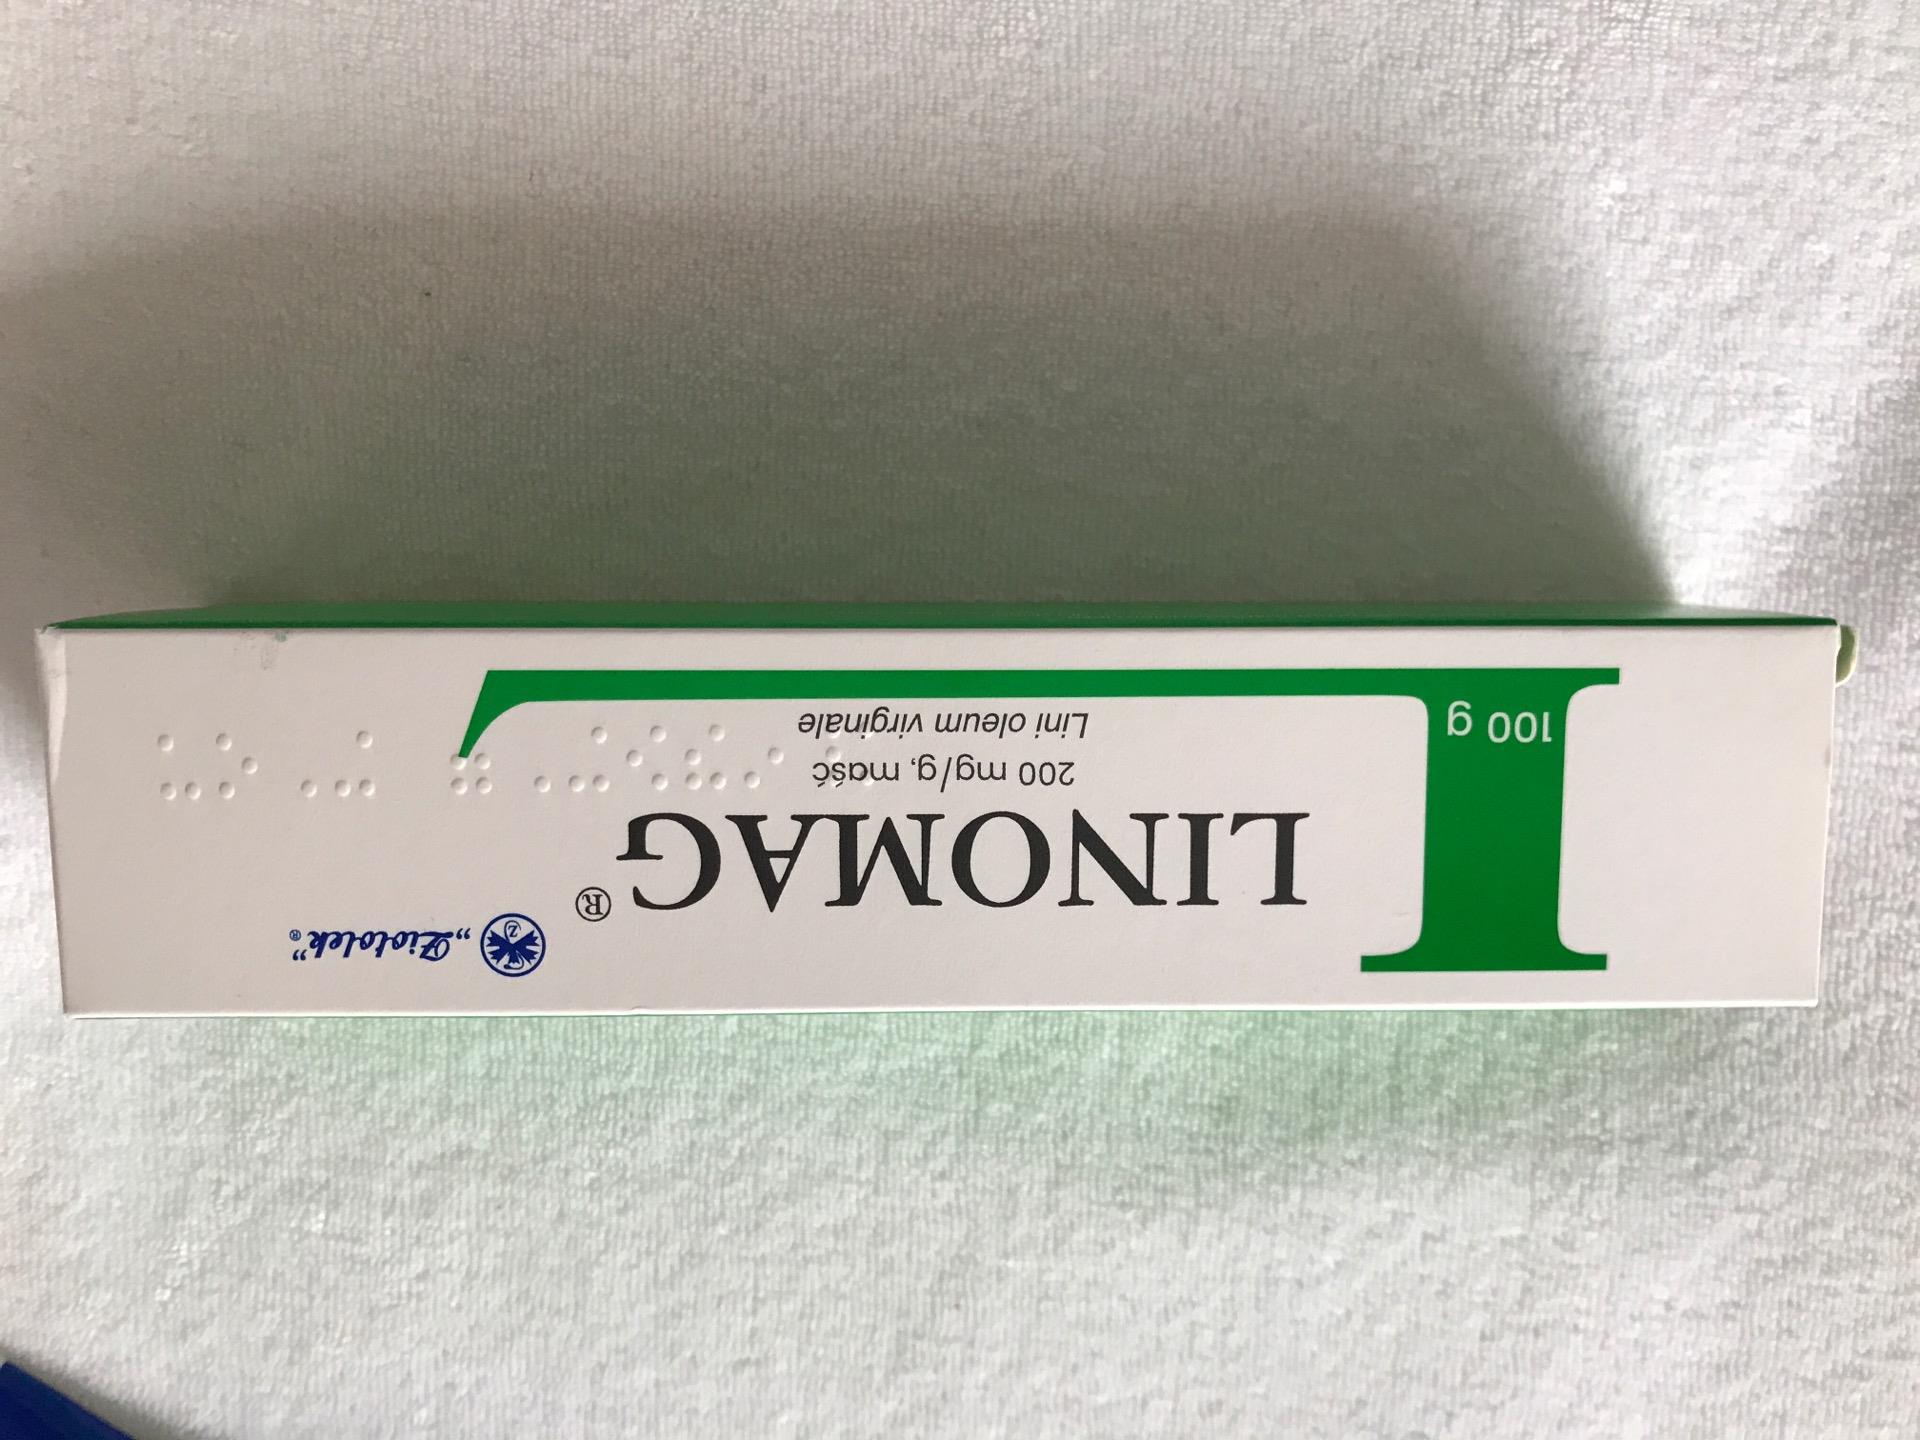 „Ziołolek”®
LINOMAG®
200 mg/g, maść
Lini oleum virginale
100 g